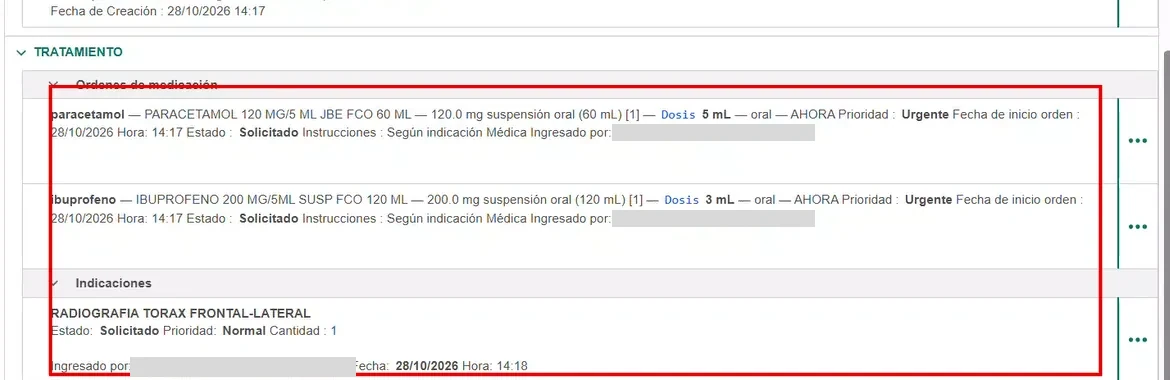 Fecha de Creación : 28/10/2026 14:17
TRATAMIENTO
Ordenes de medicación
paracetamol — PARACETAMOL 120 MG/5 ML JBE FCO 60 ML — 120.0 mg suspensión oral (60 mL) [1] — Dosis 5 mL — oral — AHORA Prioridad : Urgente Fecha de inicio orden :
28/10/2026 Hora: 14:17 Estado : Solicitado Instrucciones : Según indicación Médica Ingresado por:
ibuprofeno — IBUPROFENO 200 MG/5ML SUSP FCO 120 ML — 200.0 mg suspensión oral (120 mL) [1] — Dosis 3 mL — oral — AHORA Prioridad : Urgente Fecha de inicio orden :
28/10/2026 Hora: 14:17 Estado : Solicitado Instrucciones : Según indicación Médica Ingresado por:
Indicaciones
RADIOGRAFIA TORAX FRONTAL-LATERAL
Estado: Solicitado Prioridad: Normal Cantidad : 1
Ingresado por: Fecha: 28/10/2026 Hora: 14:18